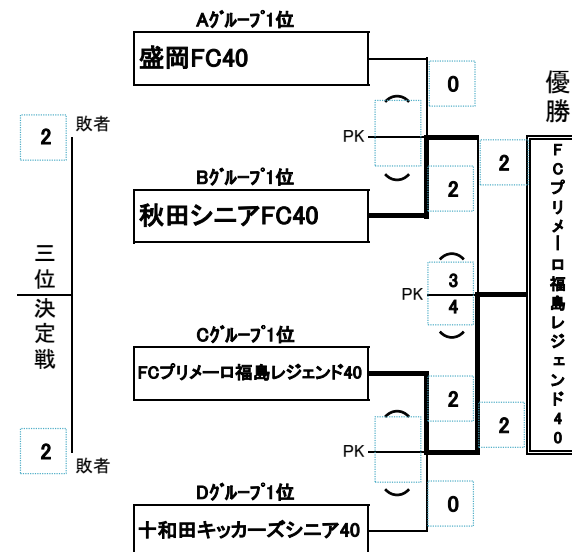 Aｸﾞﾙｰﾌﾟ1位
盛岡FC40
0
優勝
2
敗者
PK
2
Bｸﾞﾙｰﾌﾟ1位
秋田シニアFC40
2
FCプリメーロ福島レジェンド40
三位決定戦
PK
(3
4)
Cｸﾞﾙｰﾌﾟ1位
FCプリメーロ福島レジェンド40
2
2
2
敗者
PK
Dｸﾞﾙｰﾌﾟ1位
十和田キッカーズシニア40
0